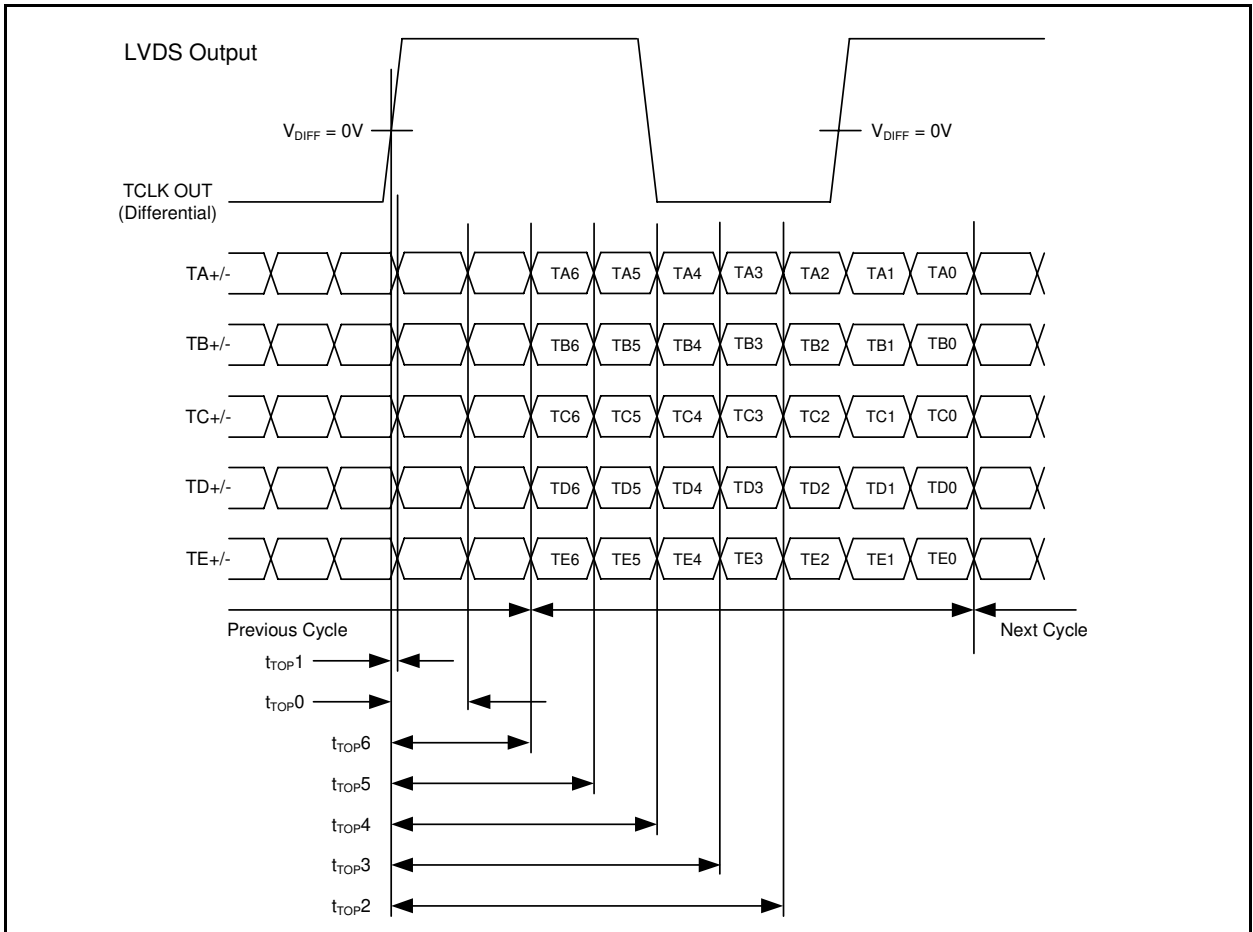 LVDS Output
VDIFF = 0V
VDIFF = 0V
TCLK OUT
(Differential)
TA+/- TA6 TA5 TA4 TA3 TA2 TA1 TA0
TB+/- TB6 TB5 TB4 TB3 TB2 TB1 TB0
TC+/- TC6 TC5 TC4 TC3 TC2 TC1 TC0
TD+/- TD6 TD5 TD4 TD3 TD2 TD1 TD0
TE+/- TE6 TE5 TE4 TE3 TE2 TE1 TE0
Previous Cycle
Next Cycle
tTOP1
tTOP0
tTOP6
tTOP5
tTOP4
tTOP3
tTOP2